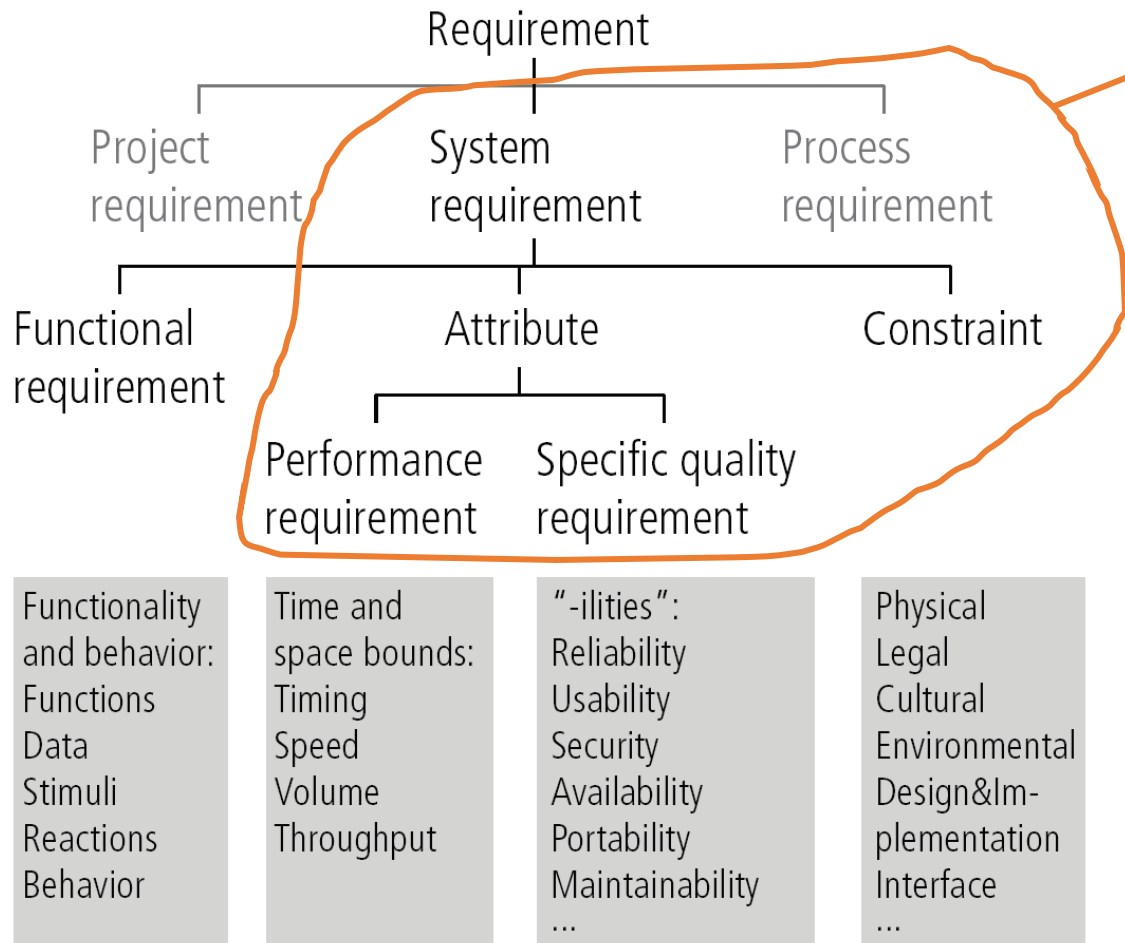 Requirement
Project
requirement
System
requirement
Process
requirement
Functional
requirement
Attribute
Constraint
Performance
requirement
Specific quality
requirement
Functionality
and behavior:
Functions
Data
Stimuli
Reactions
Behavior
Time and
space bounds:
Timing
Speed
Volume
Throughput
“-ilities”:
Reliability
Usability
Security
Availability
Portability
Maintainability
...
Physical
Legal
Cultural
Environmental
Design&Im-
plementation
Interface
...